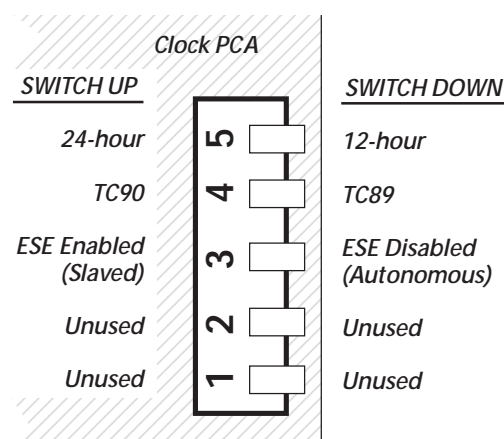 Clock PCA
SWITCH UP
SWITCH DOWN
24-hour
5
12-hour
TC90
4
TC89
ESE Enabled
(Slaved)
3
ESE Disabled
(Autonomous)
Unused
2
Unused
Unused
1
Unused